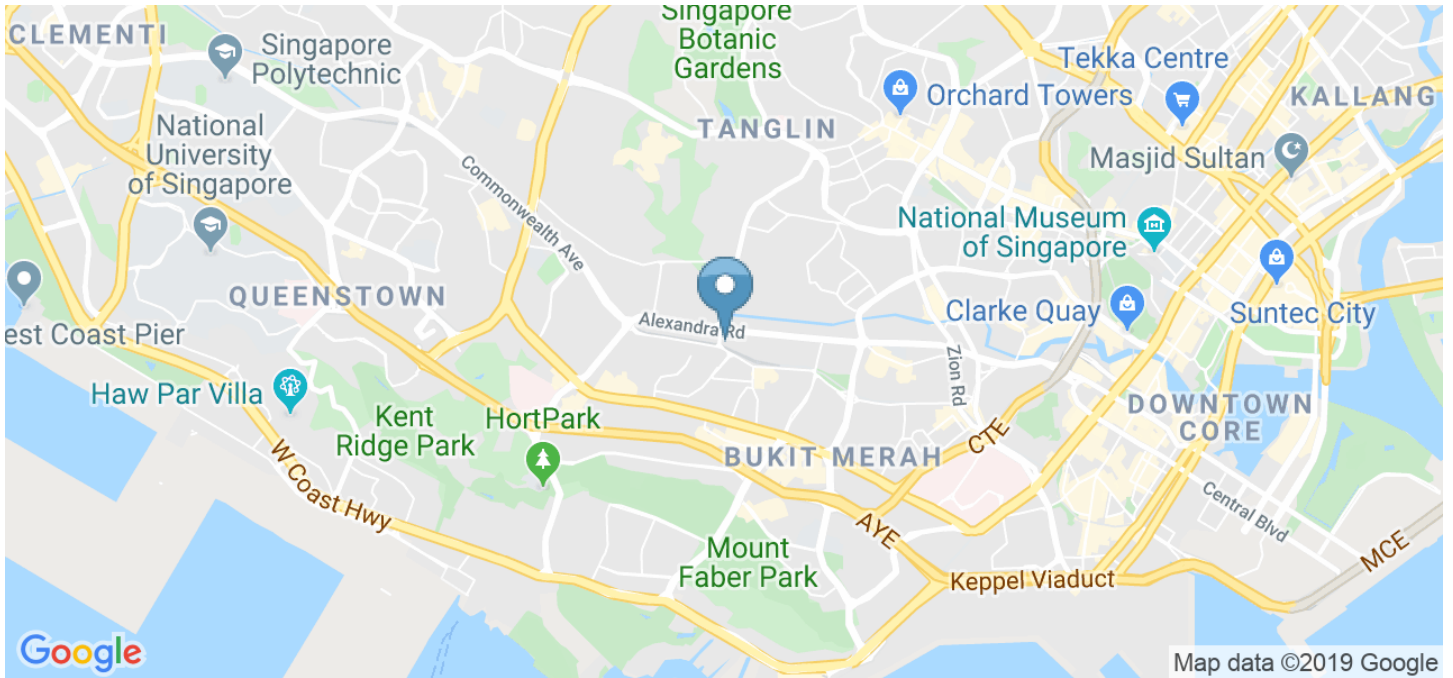 CLEMENTI
Singapore
Polytechnic
Singapore
Botanic
Gardens
Tekka Centre
Orchard Towers
KALLANG
TANGLIN
National
University
of Singapore
Masjid Sultan
Commonwealth Ave
National Museum
of Singapore
QUEENSTOWN
est Coast Pier
Alexandra Rd
Clarke Quay
Suntec City
Zion Rd
Haw Par Villa
Kent
Ridge Park
HortPark
DOWNTOWN
CORE
BUKIT MERAH
CTE
W Coast Hwy
Central Blvd
AYE
MCE
Mount
Faber Park
Keppel Viaduct
Google
Map data ©2019 Google